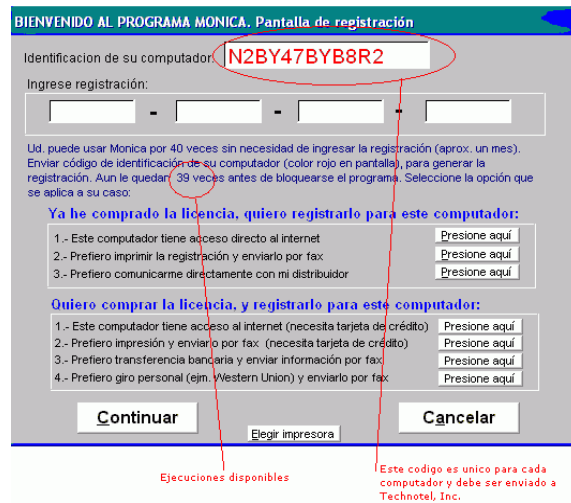 BIENVENIDO AL PROGRAMA MONICA. Pantalla de registración
Identificacion de su computador: N2BY47BYB8R2
Ingrese registración:
- - -
Ud. puede usar Monica por 40 veces sin necesidad de ingresar la registración (aprox. un mes).
Enviar código de identificación de su computador (color rojo en pantalla), para generar la
registración. Aun le quedan 39 veces antes de bloquearse el programa. Seleccione la opción que
se aplica a su caso:
Ya he comprado la licencia, quiero registrarlo para este computador:
1.- Este computador tiene acceso directo al internet Presione aquí
2.- Prefiero imprimir la registración y enviarlo por fax Presione aquí
3.- Prefiero comunicarme directamente con mi distribuidor Presione aquí
Quiero comprar la licencia, y registrarlo para este computador:
1.- Este computador tiene acceso al internet (necesita tarjeta de crédito) Presione aquí
2.- Prefiero impresión y enviarlo por fax (necesita tarjeta de crédito) Presione aquí
3.- Prefiero transferencia bancaria y enviar información por fax Presione aquí
4.- Prefiero giro personal (ejm. Western Union) y enviarlo por fax Presione aquí
Continuar Cancelar
Elegir impresora
Ejecuciones disponibles
Este codigo es unico para cada
computador y debe ser enviado a
Technotel, Inc.